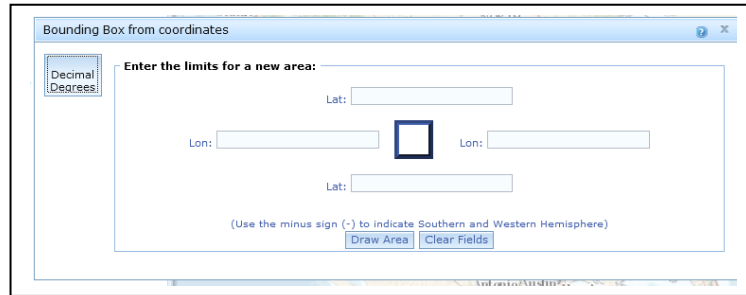 Bounding Box from coordinates
? x
Decimal
Degrees
Enter the limits for a new area:
Lat:
Lon: Lon:
Lat:
(Use the minus sign (-) to indicate Southern and Western Hemisphere)
Draw Area Clear Fields